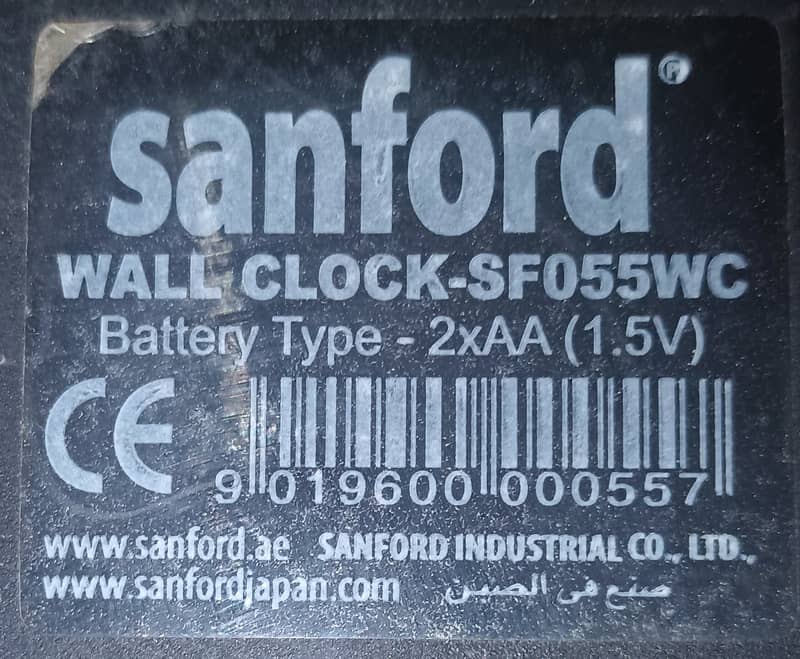 sanford®
WALL CLOCK-SF055WC
Battery Type - 2xAA (1.5V)
CE
9 019600 000557
www.sanford.ae SANFORD INDUSTRIAL CO., LTD.,
www.sanfordjapan.com صنع في الصين